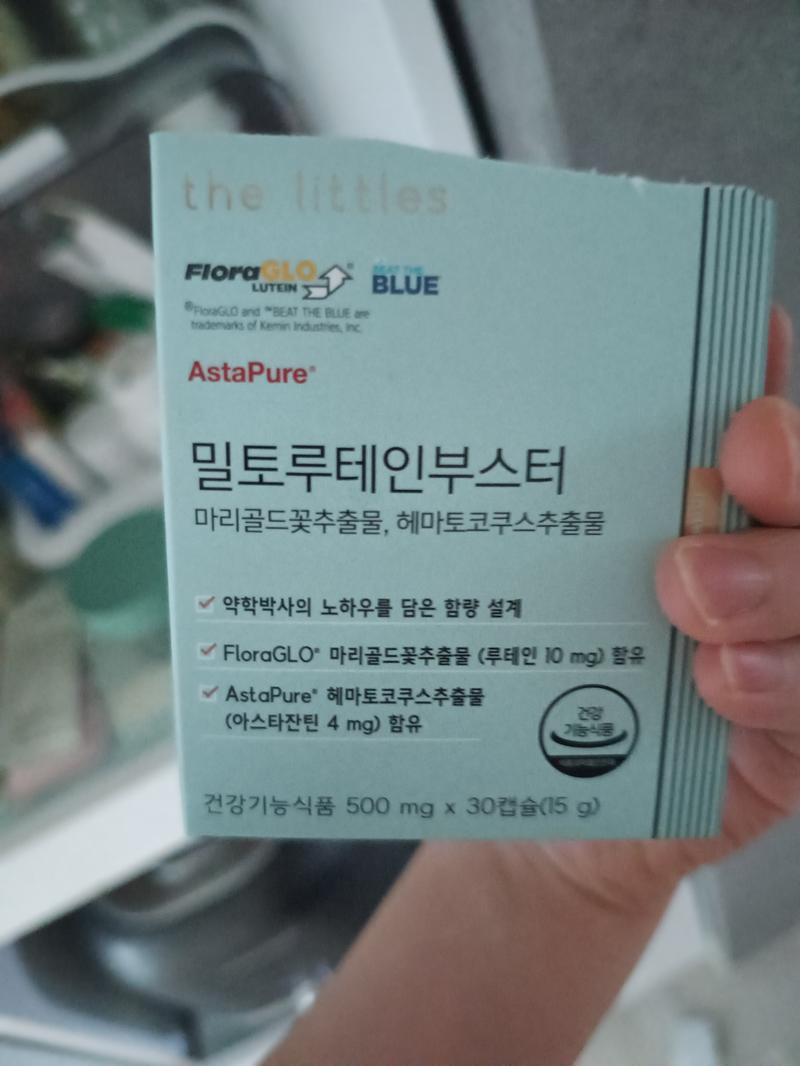 the littles
FloraGLO®
LUTEIN
BEAT THE
BLUE
®FloraGLO and ™BEAT THE BLUE are
trademarks of Kemin Industries, Inc.
AstaPure®
밀토루테인부스터
마리골드꽃추출물, 헤마토코쿠스추출물
약학박사의 노하우를 담은 함량 설계
FloraGLO® 마리골드꽃추출물 (루테인 10 mg) 함유
AstaPure® 헤마토코쿠스추출물
(아스타잔틴 4 mg) 함유
건강
기능식품
건강기능식품 500 mg x 30캡슐(15 g)